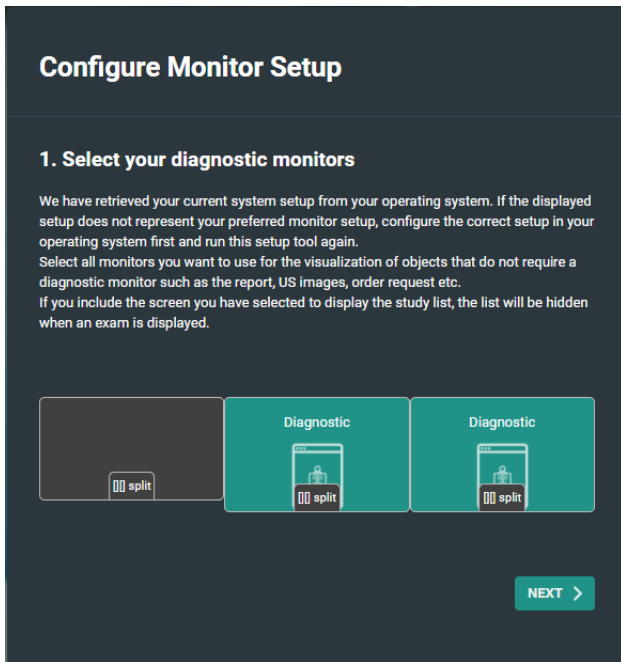 Configure Monitor Setup
1. Select your diagnostic monitors
We have retrieved your current system setup from your operating system. If the displayed
setup does not represent your preferred monitor setup, configure the correct setup in your
operating system first and run this setup tool again.
Select all monitors you want to use for the visualization of objects that do not require a
diagnostic monitor such as the report, US images, order request etc.
If you include the screen you have selected to display the study list, the list will be hidden
when an exam is displayed.
Diagnostic
Diagnostic
split
split
split
NEXT